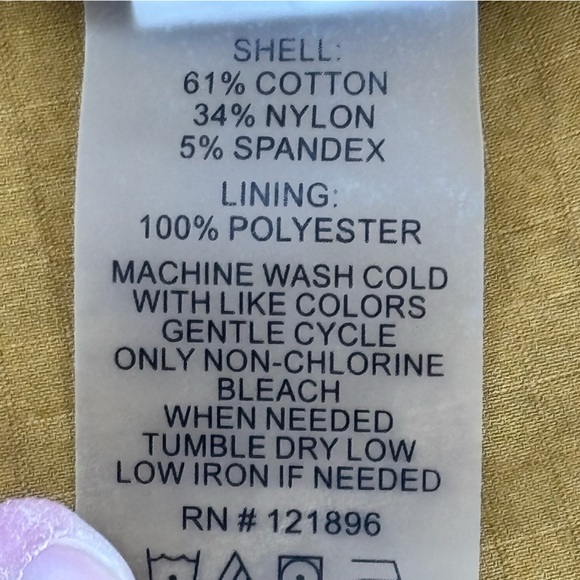 SHELL:
61% COTTON
34% NYLON
5% SPANDEX
LINING:
100% POLYESTER
MACHINE WASH COLD
WITH LIKE COLORS
GENTLE CYCLE
ONLY NON-CHLORINE
BLEACH
WHEN NEEDED
TUMBLE DRY LOW
LOW IRON IF NEEDED
RN # 121896